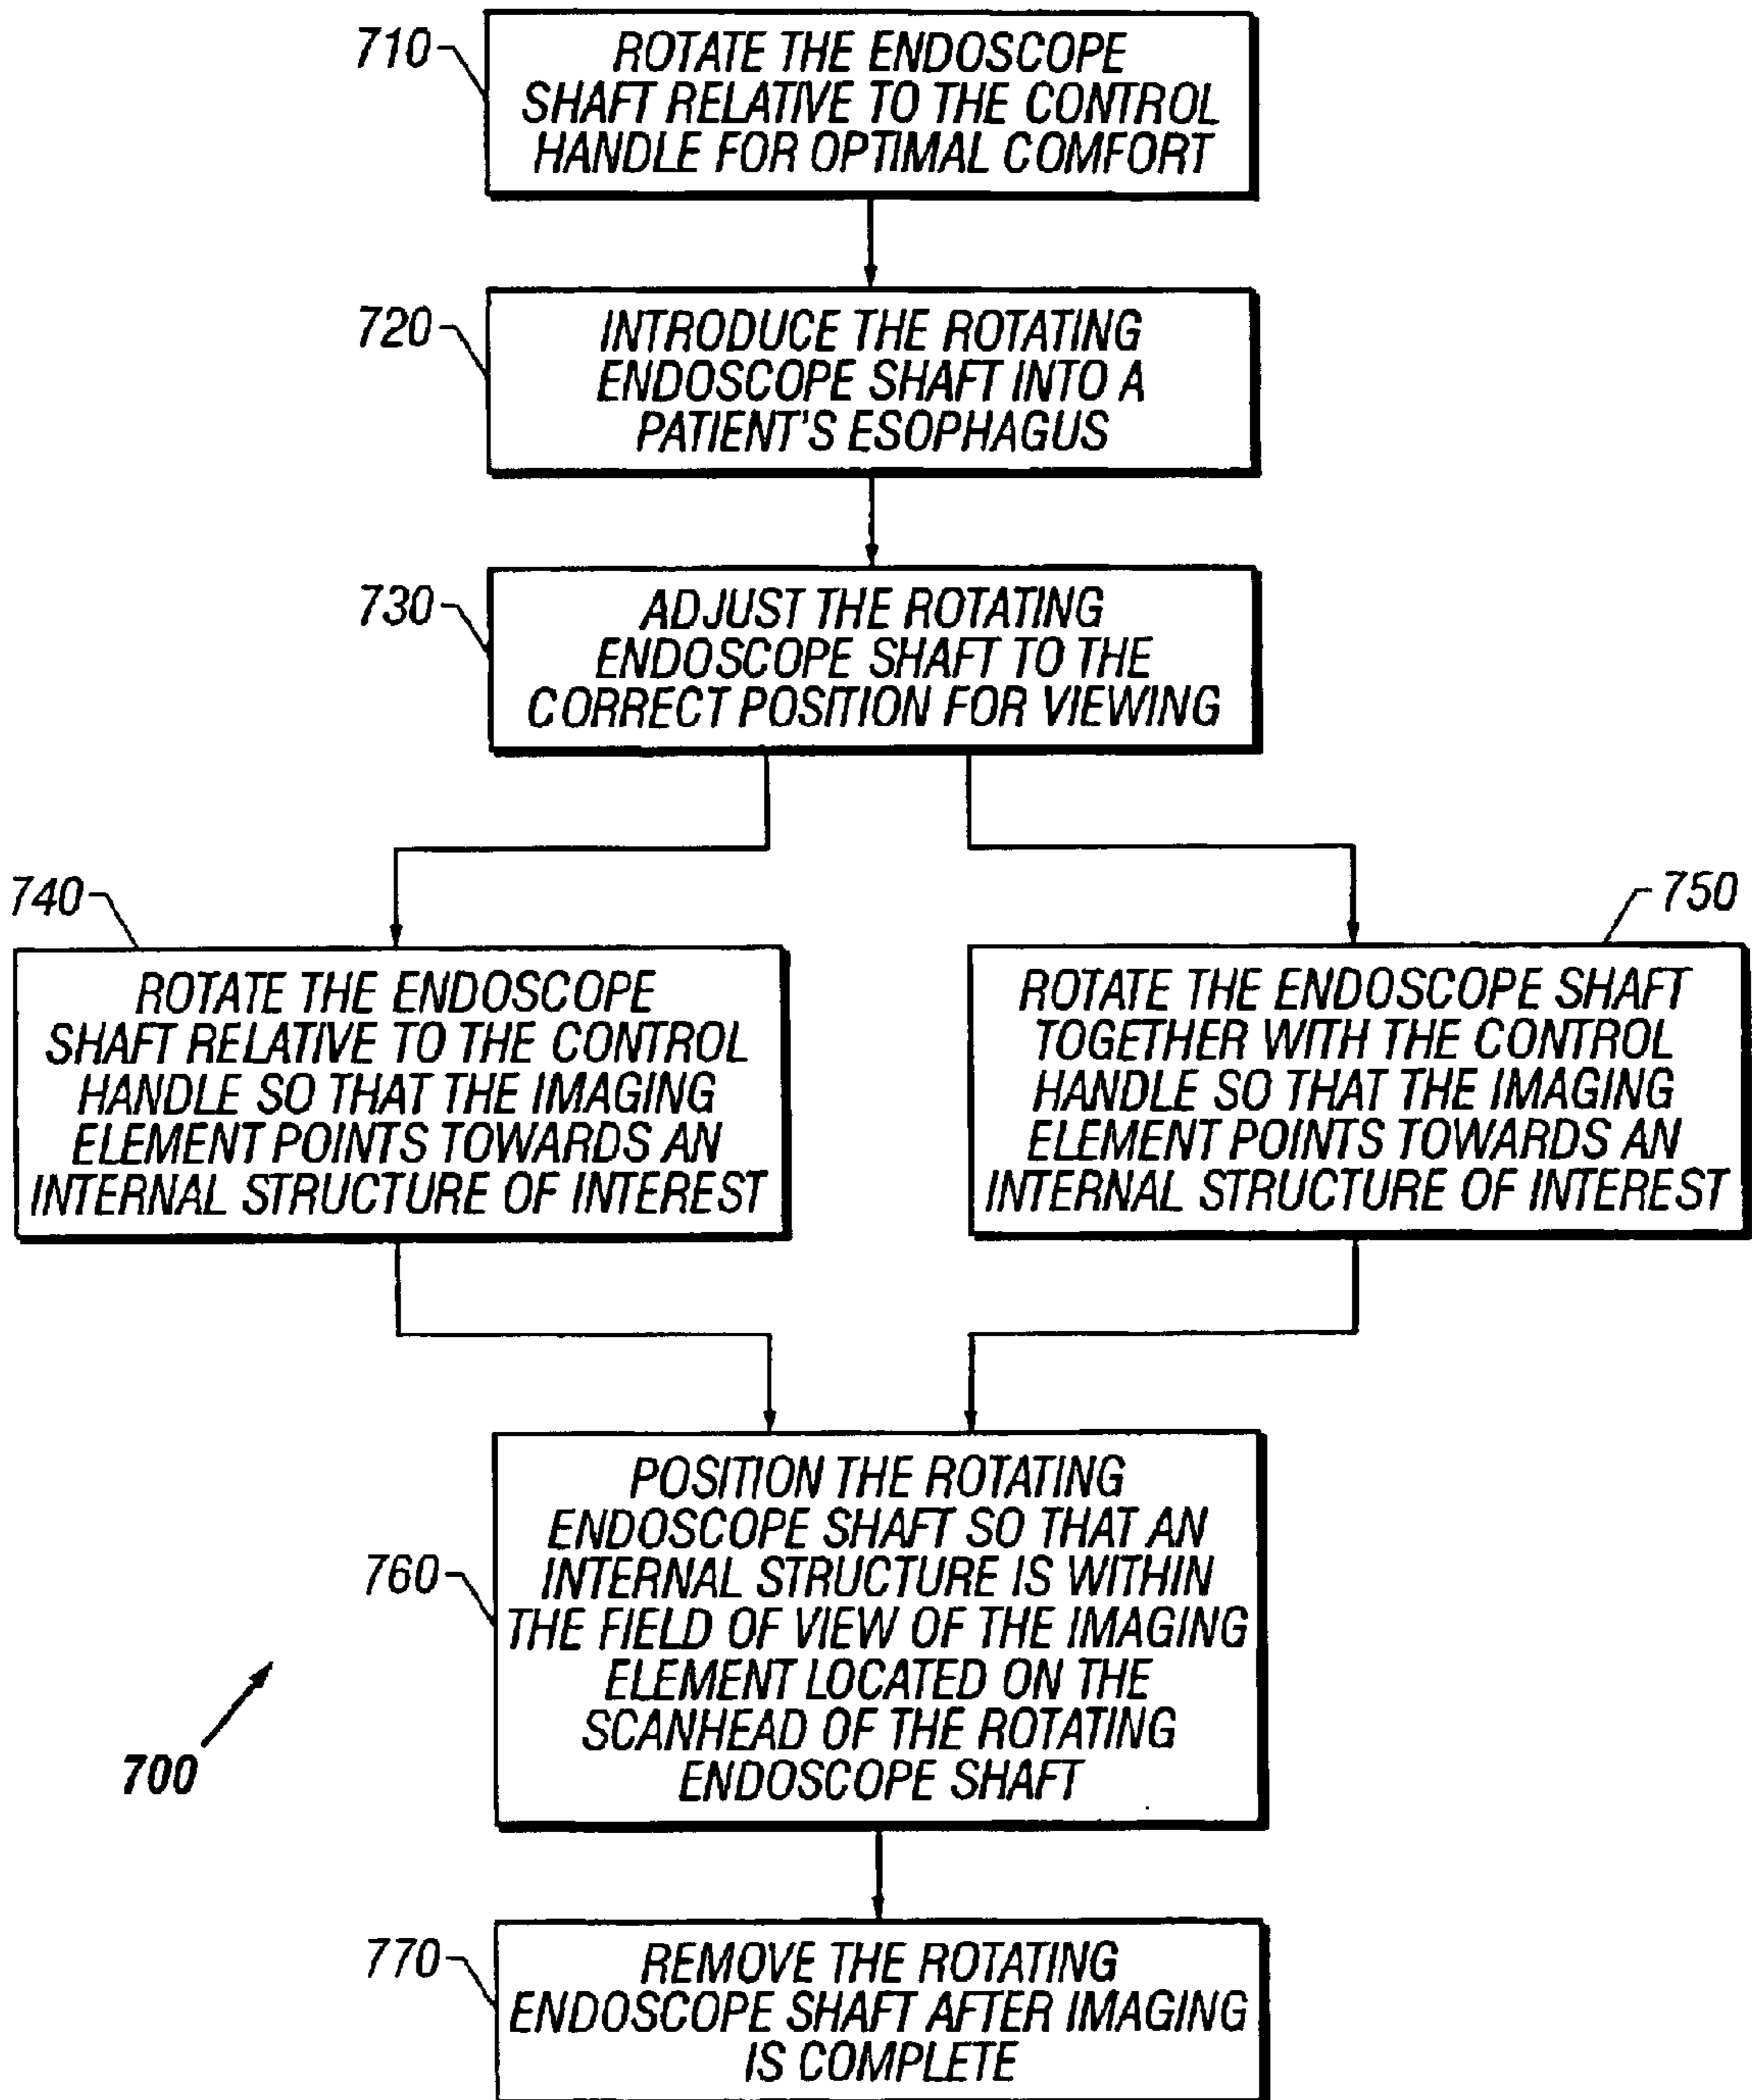 710
ROTATE THE ENDOSCOPE
SHAFT RELATIVE TO THE CONTROL
HANDLE FOR OPTIMAL COMFORT
720
INTRODUCE THE ROTATING
ENDOSCOPE SHAFT INTO A
PATIENT'S ESOPHAGUS
730
ADJUST THE ROTATING
ENDOSCOPE SHAFT TO THE
CORRECT POSITION FOR VIEWING
740
ROTATE THE ENDOSCOPE
SHAFT RELATIVE TO THE CONTROL
HANDLE SO THAT THE IMAGING
ELEMENT POINTS TOWARDS AN
INTERNAL STRUCTURE OF INTEREST
750
ROTATE THE ENDOSCOPE SHAFT
TOGETHER WITH THE CONTROL
HANDLE SO THAT THE IMAGING
ELEMENT POINTS TOWARDS AN
INTERNAL STRUCTURE OF INTEREST
760
POSITION THE ROTATING
ENDOSCOPE SHAFT SO THAT AN
INTERNAL STRUCTURE IS WITHIN
THE FIELD OF VIEW OF THE IMAGING
ELEMENT LOCATED ON THE
SCANHEAD OF THE ROTATING
ENDOSCOPE SHAFT
700
770
REMOVE THE ROTATING
ENDOSCOPE SHAFT AFTER IMAGING
IS COMPLETE